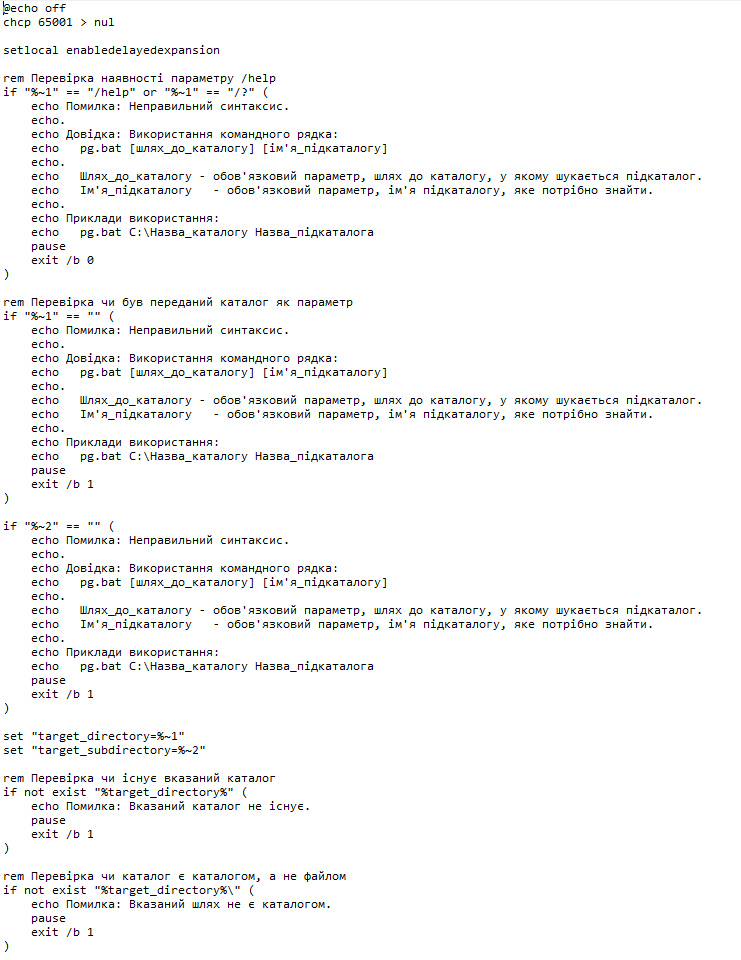 @echo off
chcp 65001 > nul

setlocal enabledelayedexpansion

rem Перевірка наявності параметру /help
if "%~1" == "/help" or "%~1" == "/?" (
    echo Помилка: Неправильний синтаксис.
    echo.
    echo Довідка: Використання командного рядка:
    echo   pg.bat [шлях_до_каталогу] [ім'я_підкаталогу]
    echo.
    echo   Шлях_до_каталогу - обов'язковий параметр, шлях до каталогу, у якому шукається підкаталог.
    echo   Ім'я_підкаталогу   - обов'язковий параметр, ім'я підкаталогу, яке потрібно знайти.
    echo.
    echo Приклади використання:
    echo   pg.bat C:\Назва_каталогу Назва_підкаталога
    pause
    exit /b 0
)

rem Перевірка чи був переданий каталог як параметр
if "%~1" == "" (
    echo Помилка: Неправильний синтаксис.
    echo.
    echo Довідка: Використання командного рядка:
    echo   pg.bat [шлях_до_каталогу] [ім'я_підкаталогу]
    echo.
    echo   Шлях_до_каталогу - обов'язковий параметр, шлях до каталогу, у якому шукається підкаталог.
    echo   Ім'я_підкаталогу   - обов'язковий параметр, ім'я підкаталогу, яке потрібно знайти.
    echo.
    echo Приклади використання:
    echo   pg.bat C:\Назва_каталогу Назва_підкаталога
    pause
    exit /b 1
)

if "%~2" == "" (
    echo Помилка: Неправильний синтаксис.
    echo.
    echo Довідка: Використання командного рядка:
    echo   pg.bat [шлях_до_каталогу] [ім'я_підкаталогу]
    echo.
    echo   Шлях_до_каталогу - обов'язковий параметр, шлях до каталогу, у якому шукається підкаталог.
    echo   Ім'я_підкаталогу   - обов'язковий параметр, ім'я підкаталогу, яке потрібно знайти.
    echo.
    echo Приклади використання:
    echo   pg.bat C:\Назва_каталогу Назва_підкаталога
    pause
    exit /b 1
)

set "target_directory=%~1"
set "target_subdirectory=%~2"

rem Перевірка чи існує вказаний каталог
if not exist "%target_directory%" (
    echo Помилка: Вказаний каталог не існує.
    pause
    exit /b 1
)

rem Перевірка чи каталог є каталогом, а не файлом
if not exist "%target_directory%\" (
    echo Помилка: Вказаний шлях не є каталогом.
    pause
    exit /b 1
)